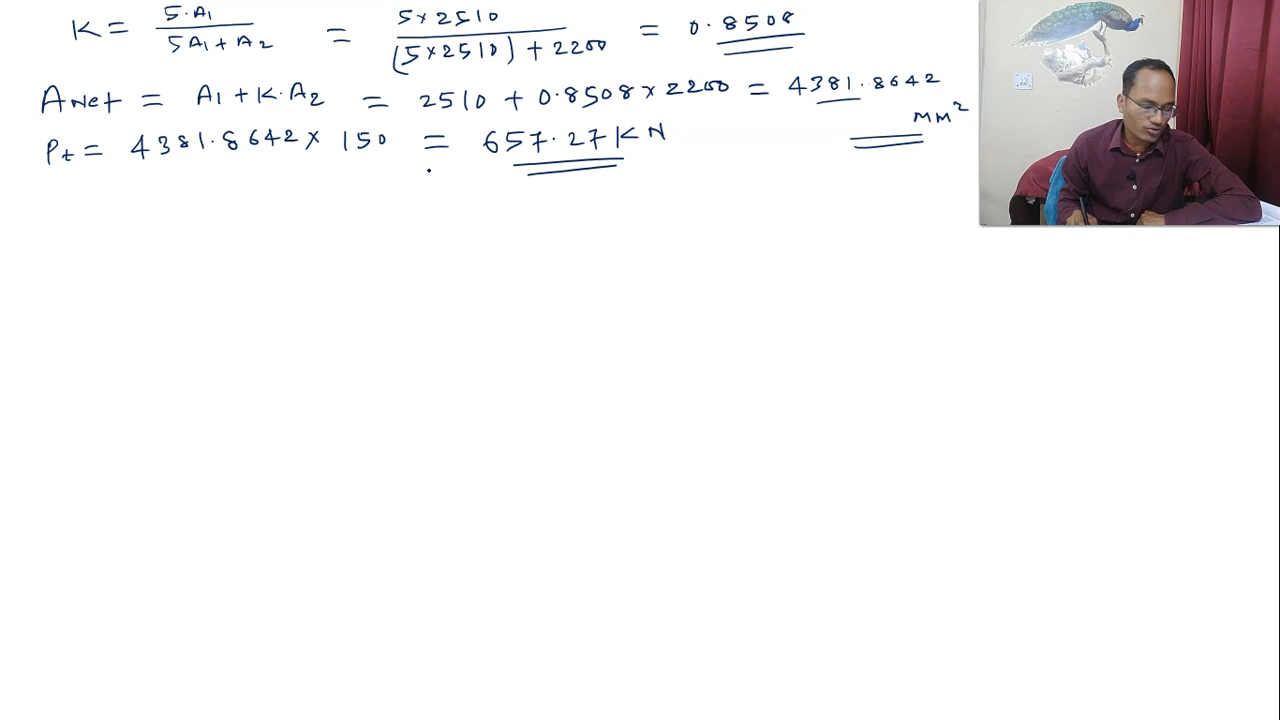 K = 5·A1 / 5A1 + A2 = 5×2510 / (5×2510) + 2200 = 0.8508
ANet = A1 + K·A2 = 2510 + 0.8508×2200 = 4381.8642 MM²
Pt = 4381.8642 × 150 = 657.27 KN